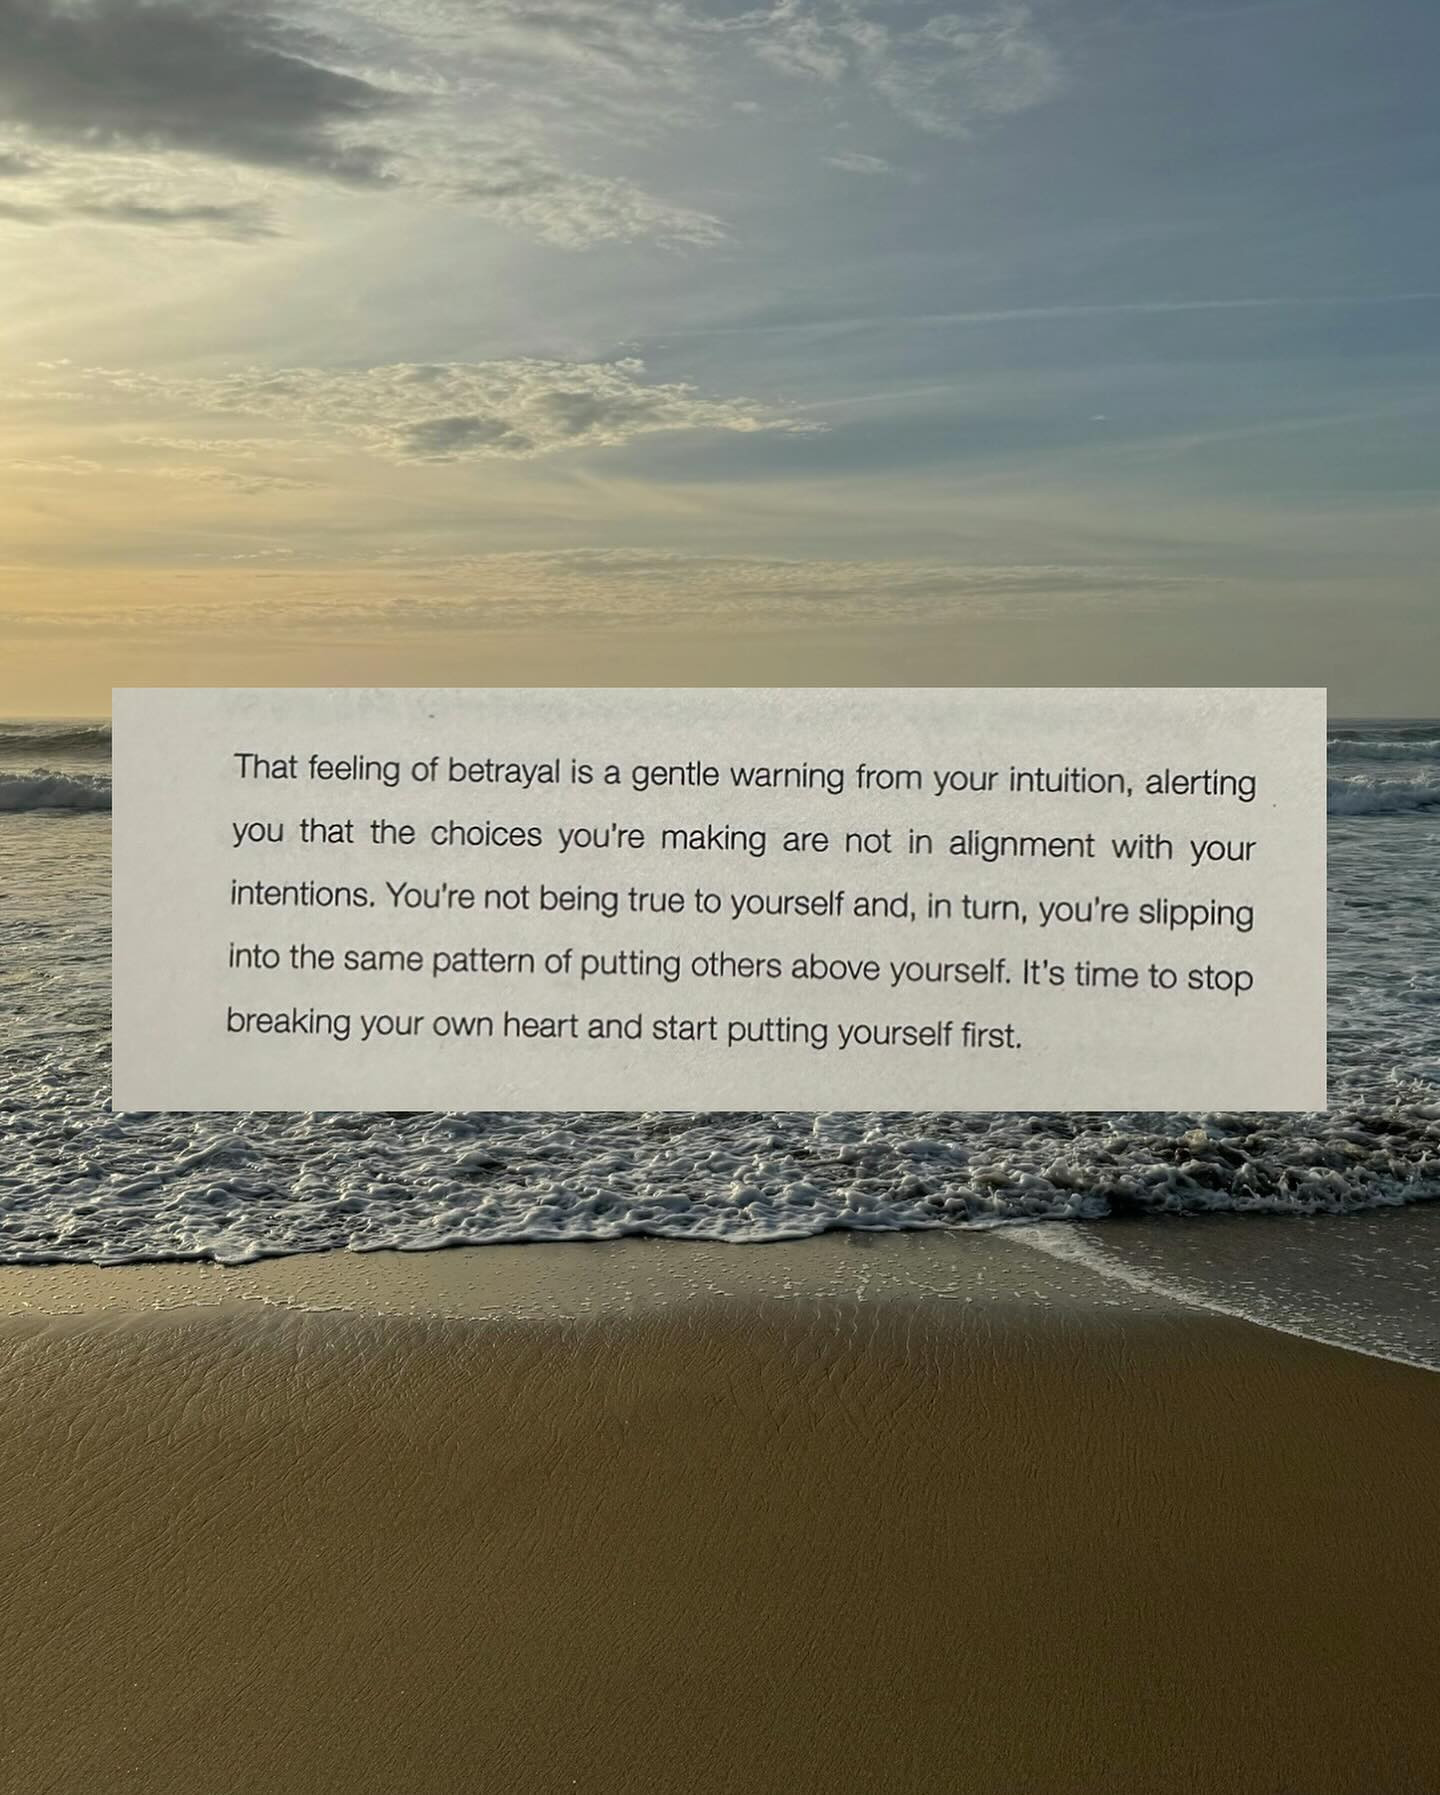 That feeling of betrayal is a gentle warning from your intuition, alerting
you that the choices you're making are not in alignment with your
intentions. You're not being true to yourself and, in turn, you're slipping
into the same pattern of putting others above yourself. It's time to stop
breaking your own heart and start putting yourself first.